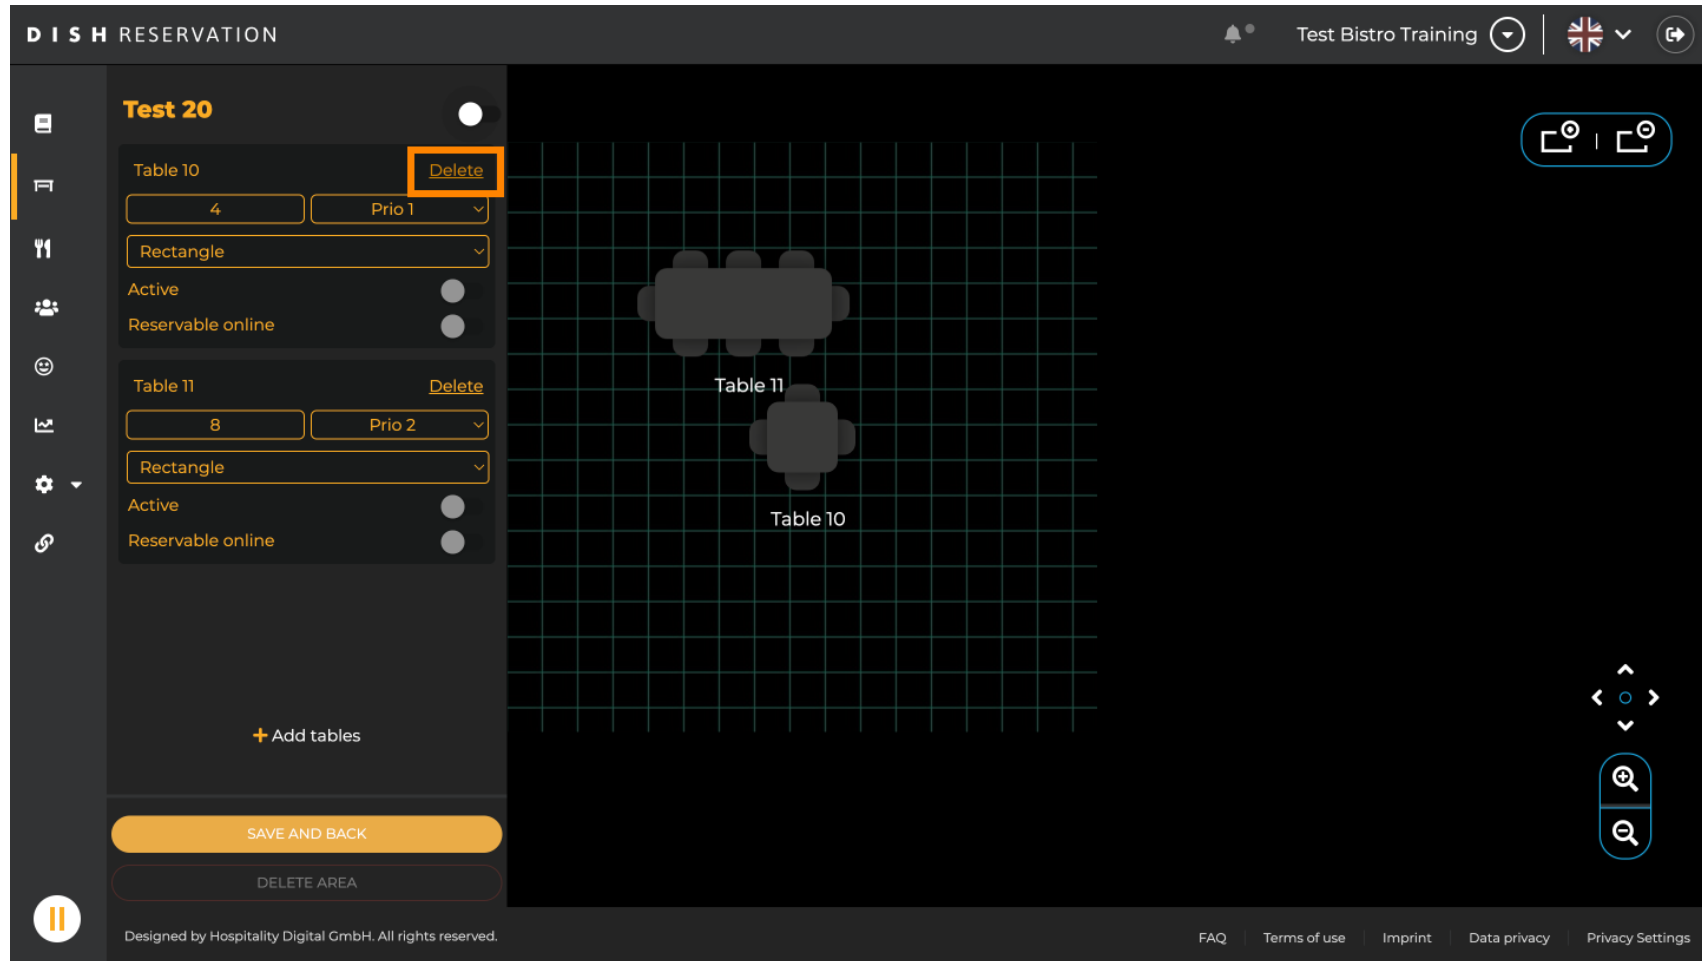 DISH RESERVATION
Test Bistro Training
Test 20
Table 10 Delete
4 Prio 1
Rectangle
Active
Reservable online
Table 11 Delete
8 Prio 2
Rectangle
Active
Reservable online
+ Add tables
SAVE AND BACK
DELETE AREA
Table 11
Table 10
Designed by Hospitality Digital GmbH. All rights reserved.
FAQ | Terms of use | Imprint | Data privacy | Privacy Settings